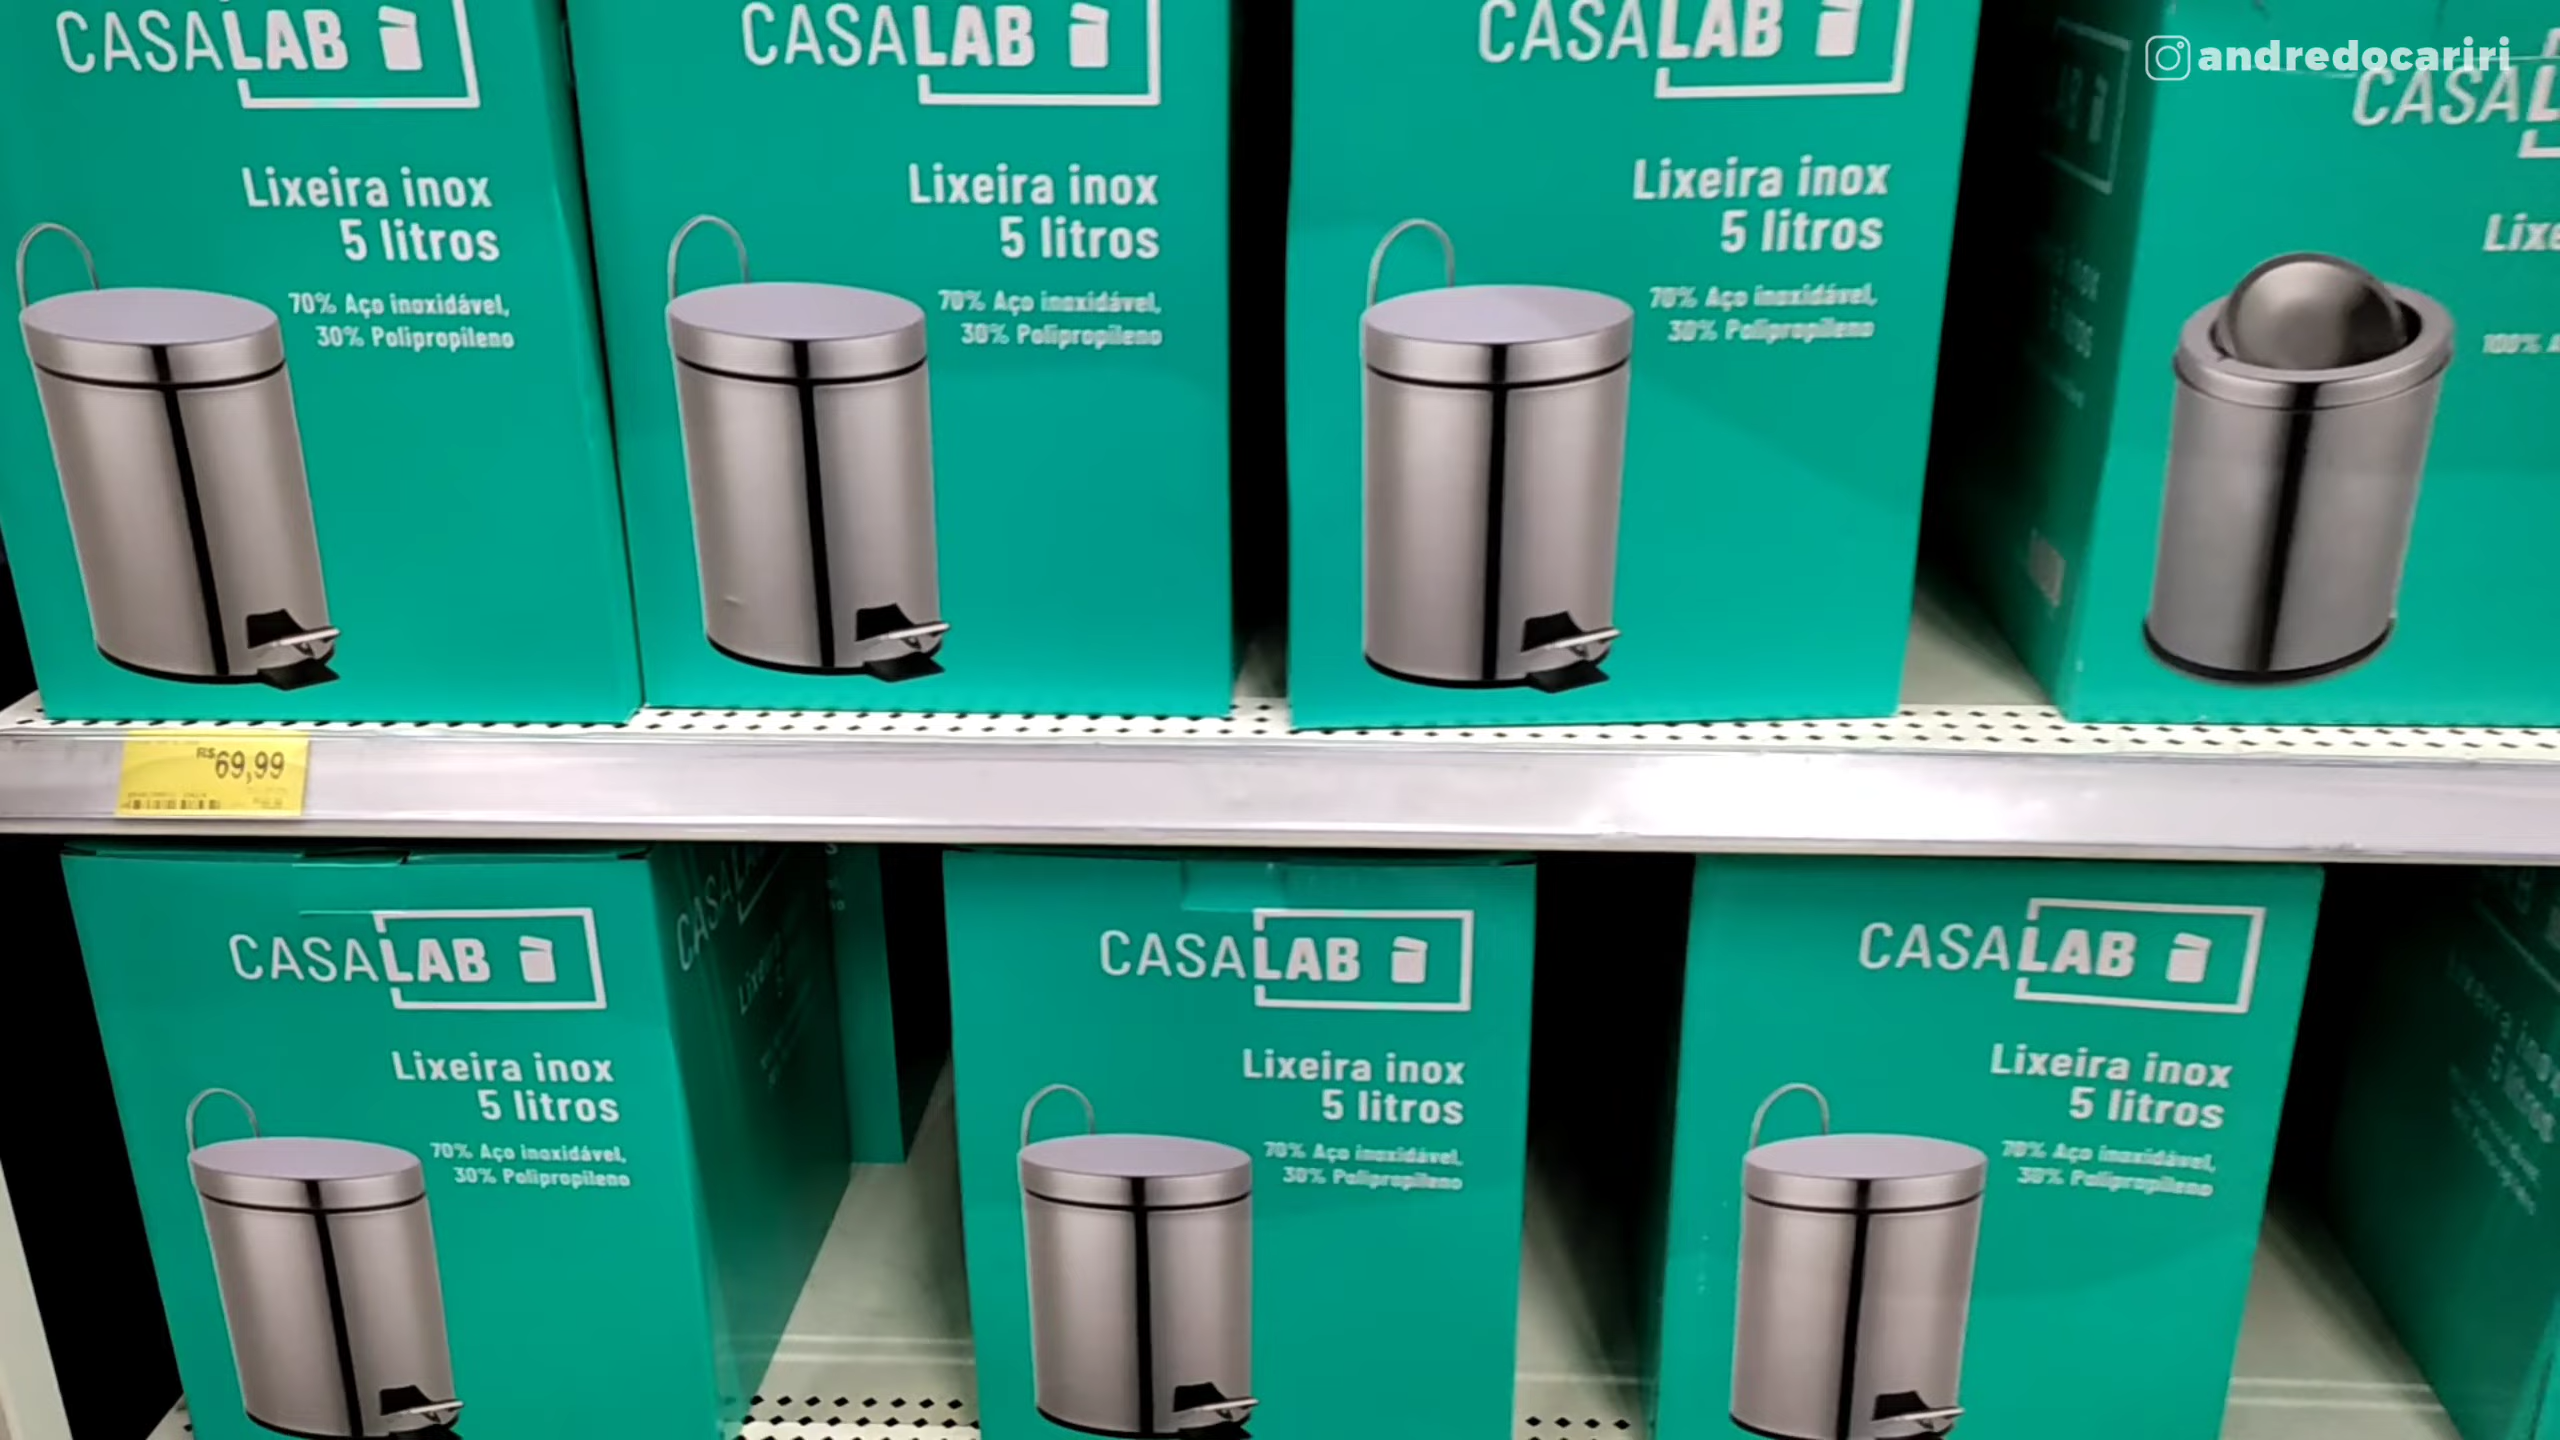 CASALAB
Lixeira inox
5 litros
70% Aço inoxidável,
30% Polipropileno
CASALAB
Lixeira inox
5 litros
70% Aço inoxidável,
30% Polipropileno
CASALAB
Lixeira inox
5 litros
70% Aço inoxidável,
30% Polipropileno
andredocariri
CASAL
Lixe
100% A
R$69,99
CASALAB
Lixeira inox
5 litros
70% Aço inoxidável,
30% Polipropileno
CASALAB
Lixeira inox
5 litros
70% Aço inoxidável,
30% Polipropileno
CASALAB
Lixeira inox
5 litros
70% Aço inoxidável,
30% Polipropileno